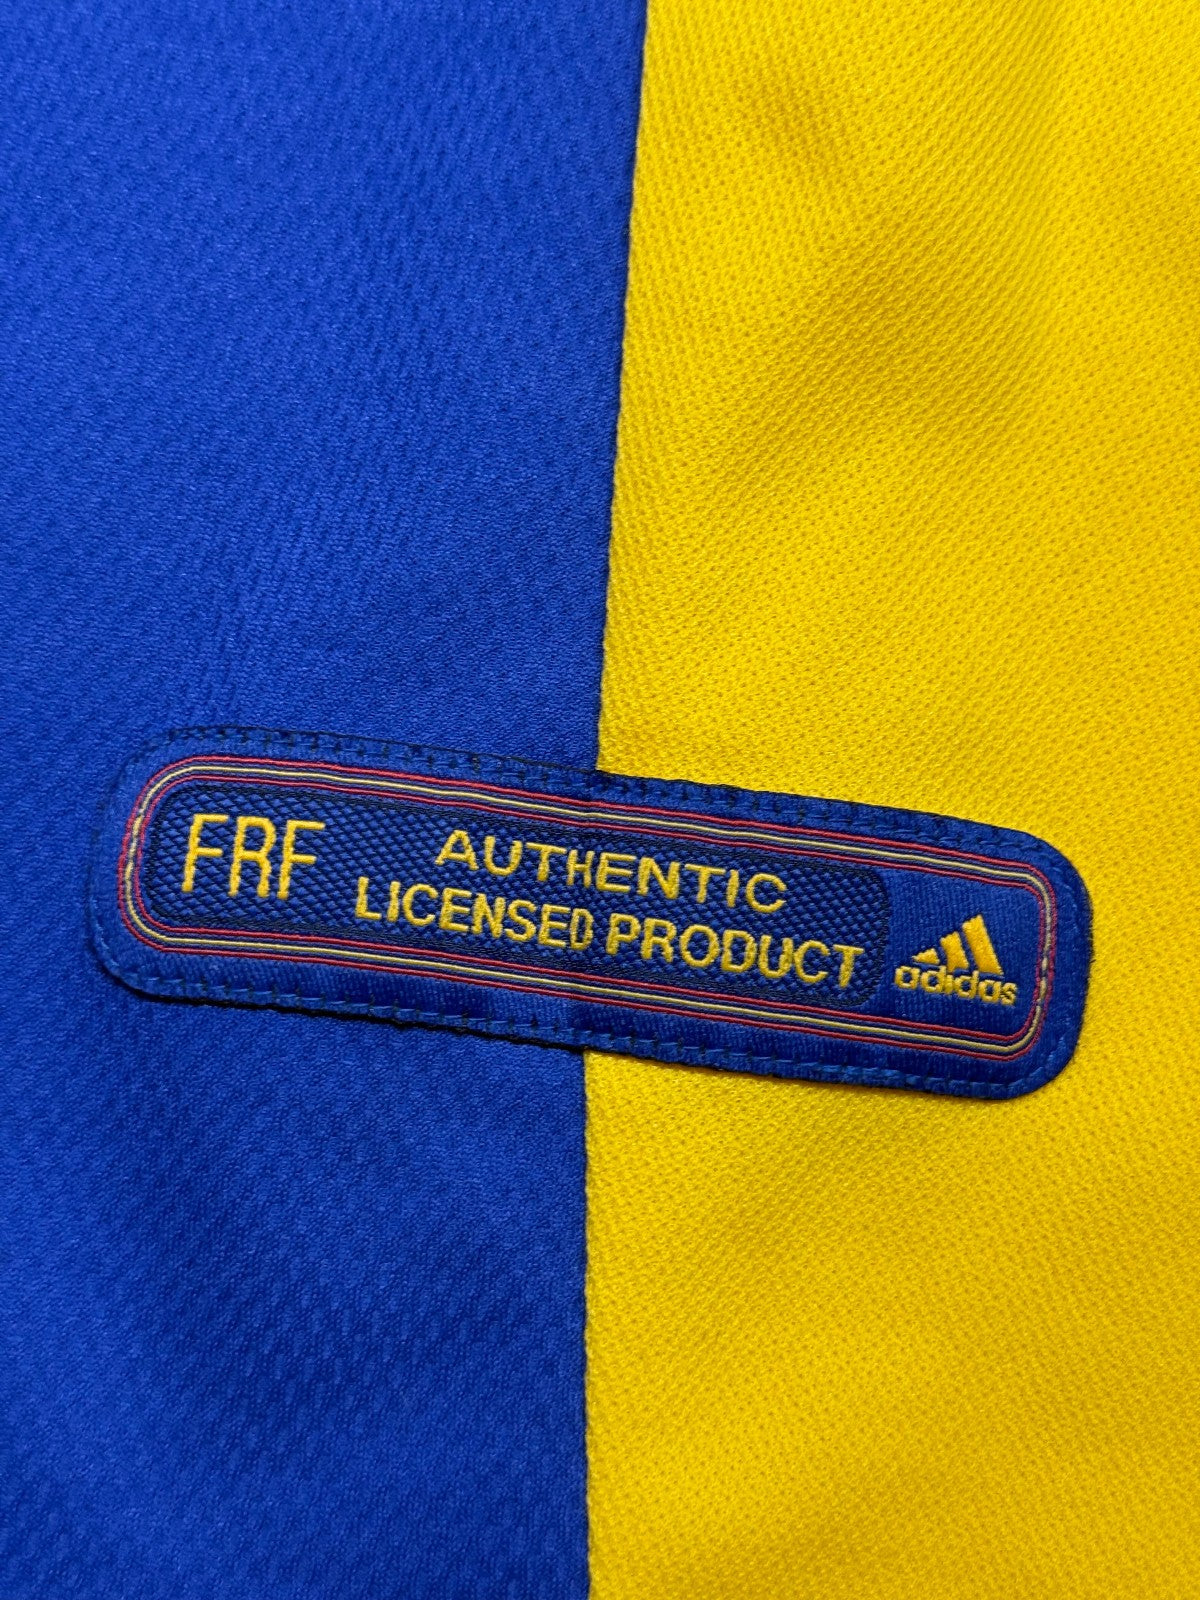 FRF
AUTHENTIC
LICENSED PRODUCT
adidas